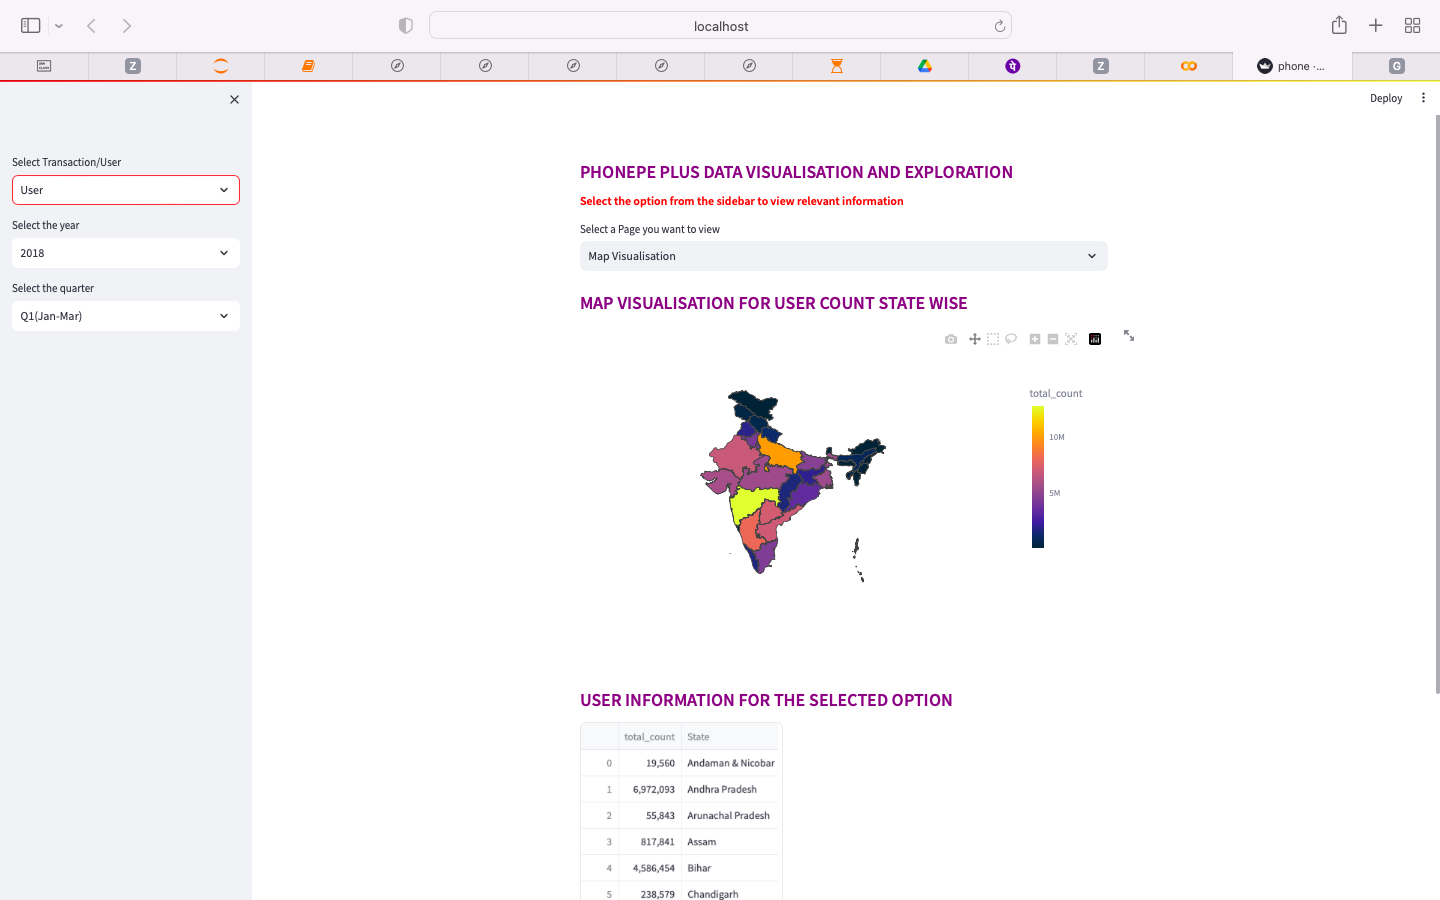 localhost
Z
phone ·...
Z
G
Deploy
Select Transaction/User
User
Select the year
2018
Select the quarter
Q1(Jan-Mar)
PHONEPE PLUS DATA VISUALISATION AND EXPLORATION
Select the option from the sidebar to view relevant information
Select a Page you want to view
Map Visualisation
MAP VISUALISATION FOR USER COUNT STATE WISE
total_count
10M
5M
USER INFORMATION FOR THE SELECTED OPTION
total_count State
0 19,560 Andaman & Nicobar
1 6,972,093 Andhra Pradesh
2 55,843 Arunachal Pradesh
3 817,841 Assam
4 4,586,454 Bihar
5 238,579 Chandigarh